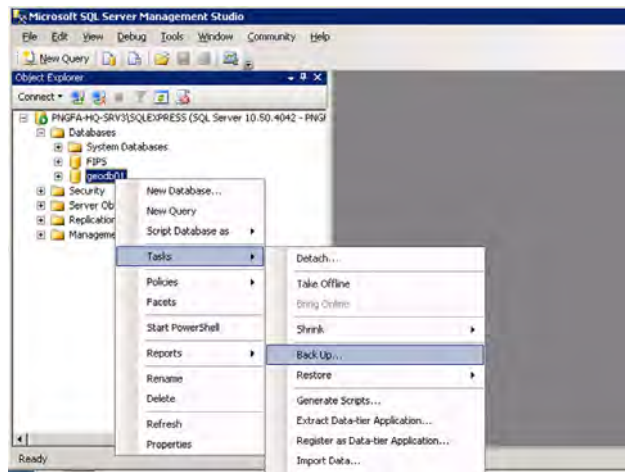 Microsoft SQL Server Management Studio
File Edit View Debug Tools Window Community Help
New Query
Object Explorer
Connect
PNGFA-HQ-SRV3\SQLEXPRESS (SQL Server 10.50.4042 - PNGF
Databases
System Databases
FIPS
geodb01
Security
Server Ob
Replication
Manageme
New Database...
New Query
Script Database as
Tasks
Policies
Facets
Start PowerShell
Reports
Rename
Delete
Refresh
Properties
Detach...
Take Offline
Bring Online
Shrink
Back Up...
Restore
Generate Scripts...
Extract Data-tier Application...
Register as Data-tier Application...
Import Data...
Ready